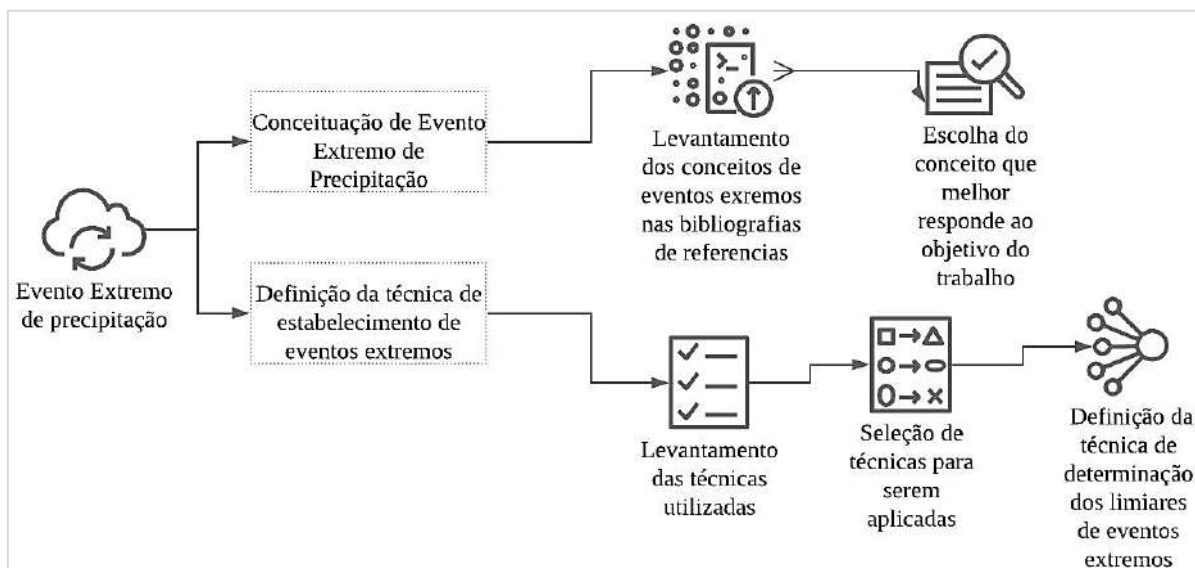 Evento Extremo
de precipitação
Conceituação de Evento
Extremo de
Precipitação
Levantamento
dos conceitos de
eventos exremos
nas bibliografias
de referencias
Escolha do
conceito que
melhor
responde ao
objetivo do
trabalho
Definição da técnica de
estabelecimento de
eventos extremos
Levantamento
das técnicas
utilizadas
Seleção de
técnicas para
serem
aplicadas
Definição da
técnica de
determinação
dos limiares
de eventos
extremos